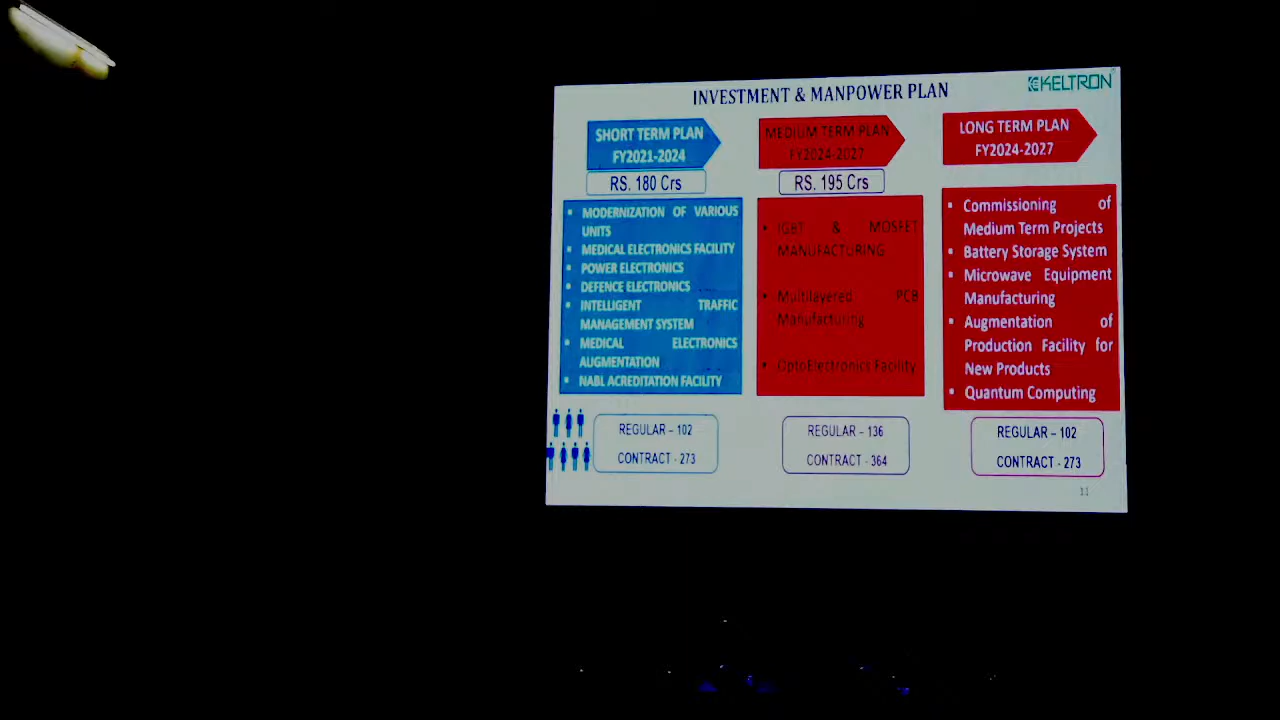 KELTRON
INVESTMENT & MANPOWER PLAN
SHORT TERM PLAN
FY2021-2024
RS. 180 Crs
• MODERNIZATION OF VARIOUS
UNITS
• MEDICAL ELECTRONICS FACILITY
• POWER ELECTRONICS
• DEFENCE ELECTRONICS
• INTELLIGENT TRAFFIC
MANAGEMENT SYSTEM
• MEDICAL ELECTRONICS
AUGMENTATION
• NABL ACREDITATION FACILITY
REGULAR – 102
CONTRACT - 273
MEDIUM TERM PLAN
FY2024-2027
RS. 195 Crs
• IGBT & MOSFET
MANUFACTURING
• Multilayered PCB
Manufacturing
• OptoElectronics Facility
REGULAR – 136
CONTRACT - 364
LONG TERM PLAN
FY2024-2027
• Commissioning of
Medium Term Projects
• Battery Storage System
• Microwave Equipment
Manufacturing
• Augmentation of
Production Facility for
New Products
• Quantum Computing
REGULAR – 102
CONTRACT - 273
11